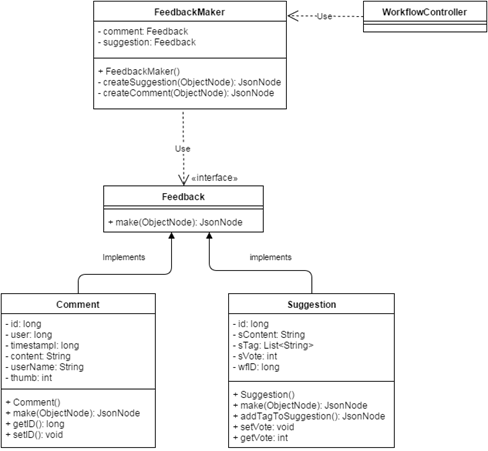 FeedbackMaker
- comment: Feedback
- suggestion: Feedback
+ FeedbackMaker()
- createSuggestion(ObjectNode): JsonNode
- createComment(ObjectNode): JsonNode
Use
WorkflowController
Use
«interface»
Feedback
+ make(ObjectNode): JsonNode
Implements
implements
Comment
- id: long
- user: long
- timestampl: long
- content: String
- userName: String
- thumb: int
+ Comment()
+ make(ObjectNode): JsonNode
+ getID(): long
+ setID(): void
Suggestion
- id: long
- sContent: String
- sTag: List<String>
- sVote: int
- wfID: long
+ Suggestion()
+ make(ObjectNode): JsonNode
+ addTagToSuggestion(): JsonNode
+ setVote: void
+ getVote: int